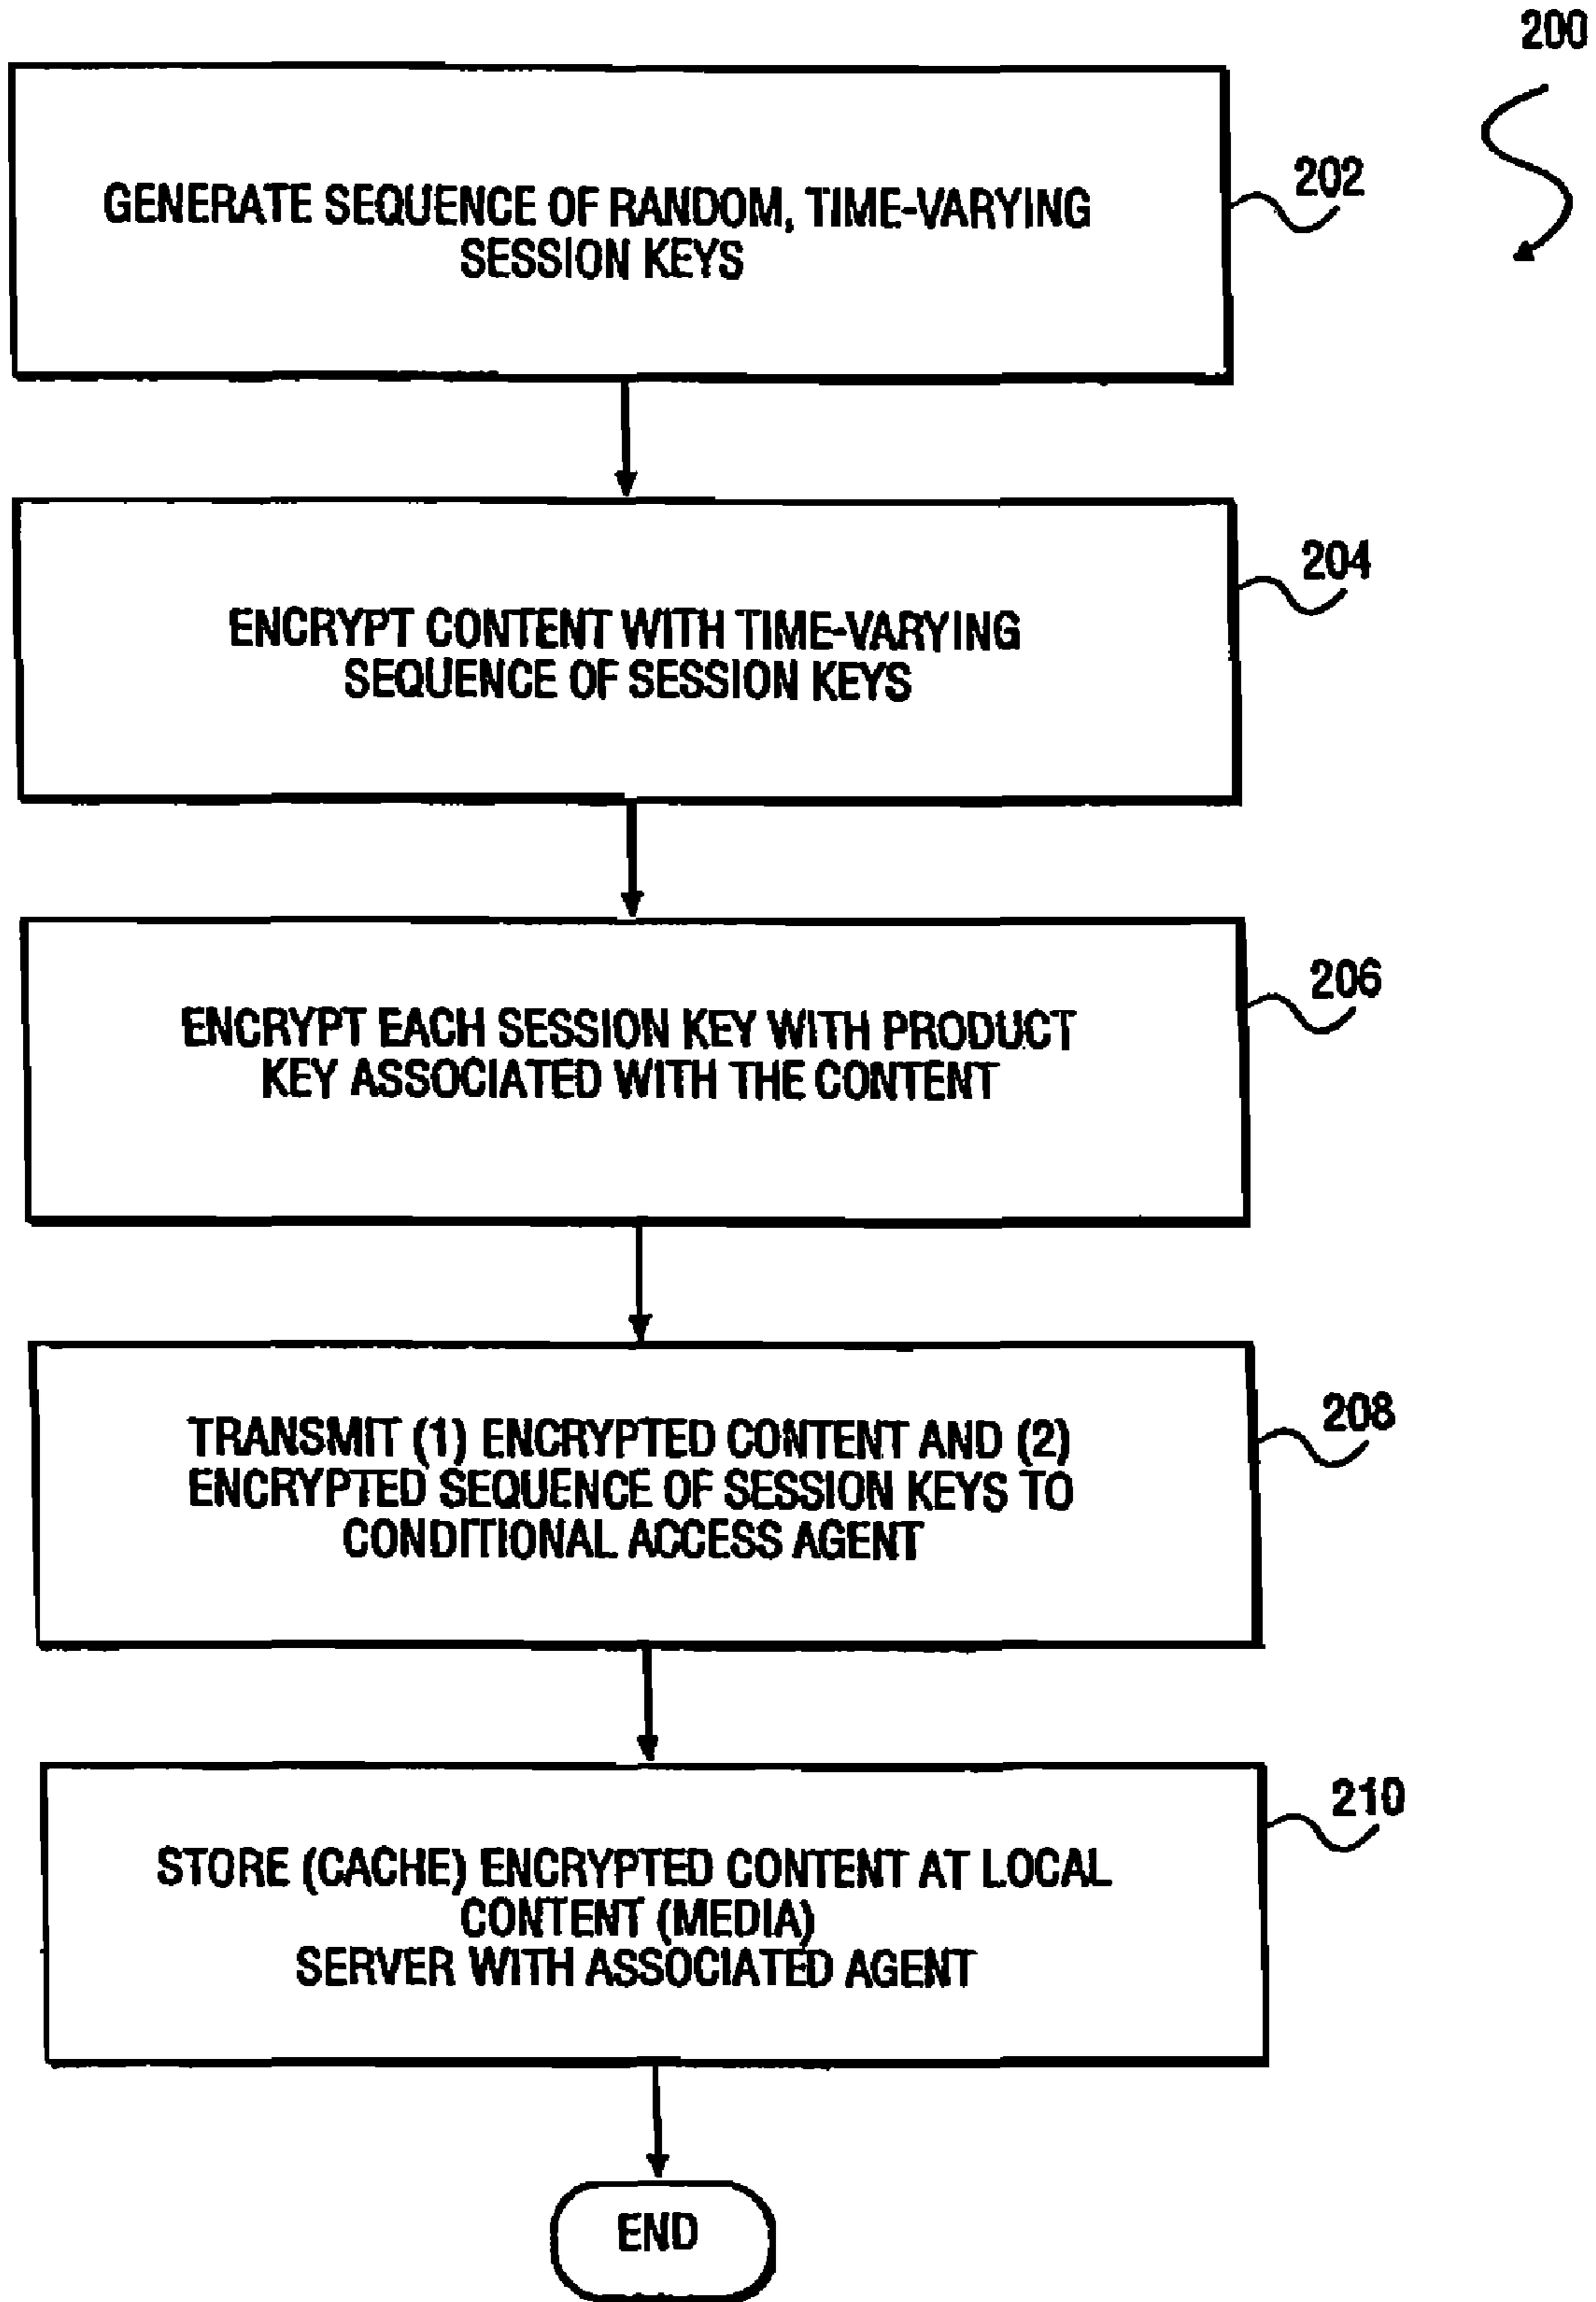 200
GENERATE SEQUENCE OF RANDOM, TIME-VARYING
SESSION KEYS
202
ENCRYPT CONTENT WITH TIME-VARYING
SEQUENCE OF SESSION KEYS
204
ENCRYPT EACH SESSION KEY WITH PRODUCT
KEY ASSOCIATED WITH THE CONTENT
206
TRANSMIT (1) ENCRYPTED CONTENT AND (2)
ENCRYPTED SEQUENCE OF SESSION KEYS TO
CONDITIONAL ACCESS AGENT
208
STORE (CACHE) ENCRYPTED CONTENT AT LOCAL
CONTENT (MEDIA)
SERVER WITH ASSOCIATED AGENT
210
END